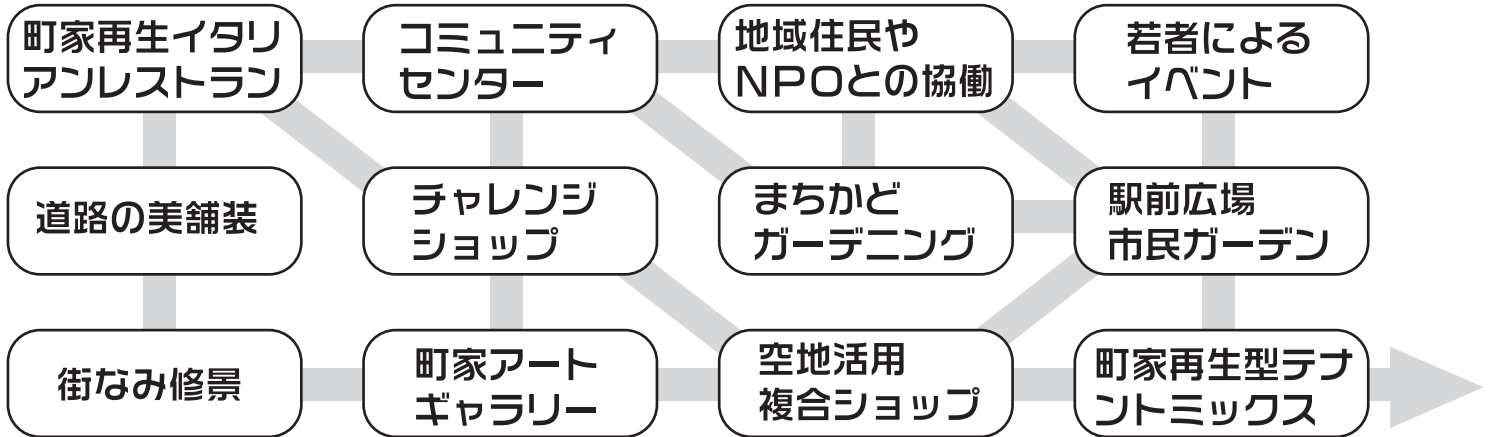 町家再生イタリ
アンレストラン
コミュニティ
センター
地域住民や
NPOとの協働
若者による
イベント
道路の美舗装
チャレンジ
ショップ
まちかど
ガーデニング
駅前広場
市民ガーデン
街なみ修景
町家アート
ギャラリー
空地活用
複合ショップ
町家再生型テナ
ントミックス